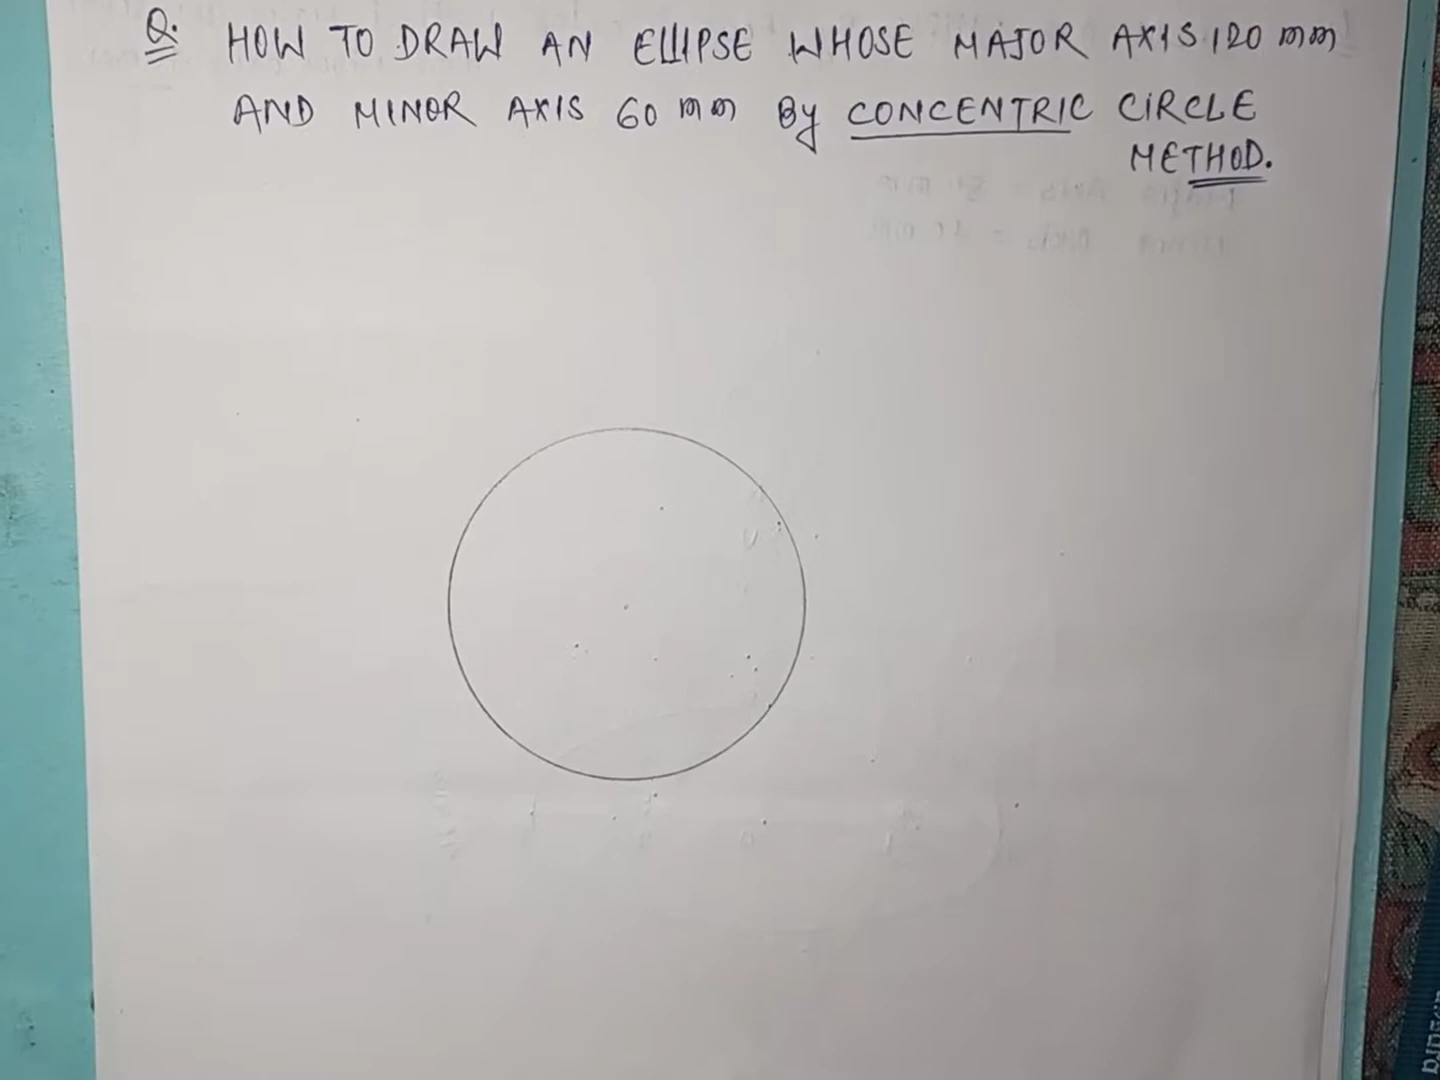 Q. HOW TO DRAW AN ELLIPSE WHOSE MAJOR AXIS 120 mm
AND MINOR AXIS 60 mm By CONCENTRIC CIRCLE
METHOD.